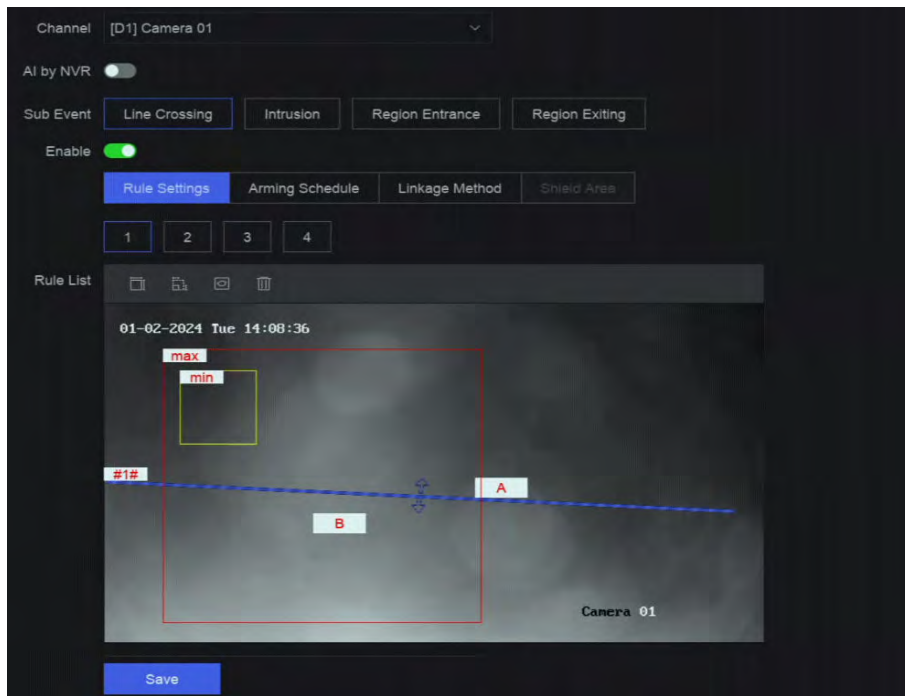 Channel [D1] Camera 01
AI by NVR
Sub Event Line Crossing Intrusion Region Entrance Region Exiting
Enable
Rule Settings Arming Schedule Linkage Method Shield Area
1 2 3 4
Rule List
01-02-2024 Tue 14:08:36
max
min
#1#
A
B
Camera 01
Save